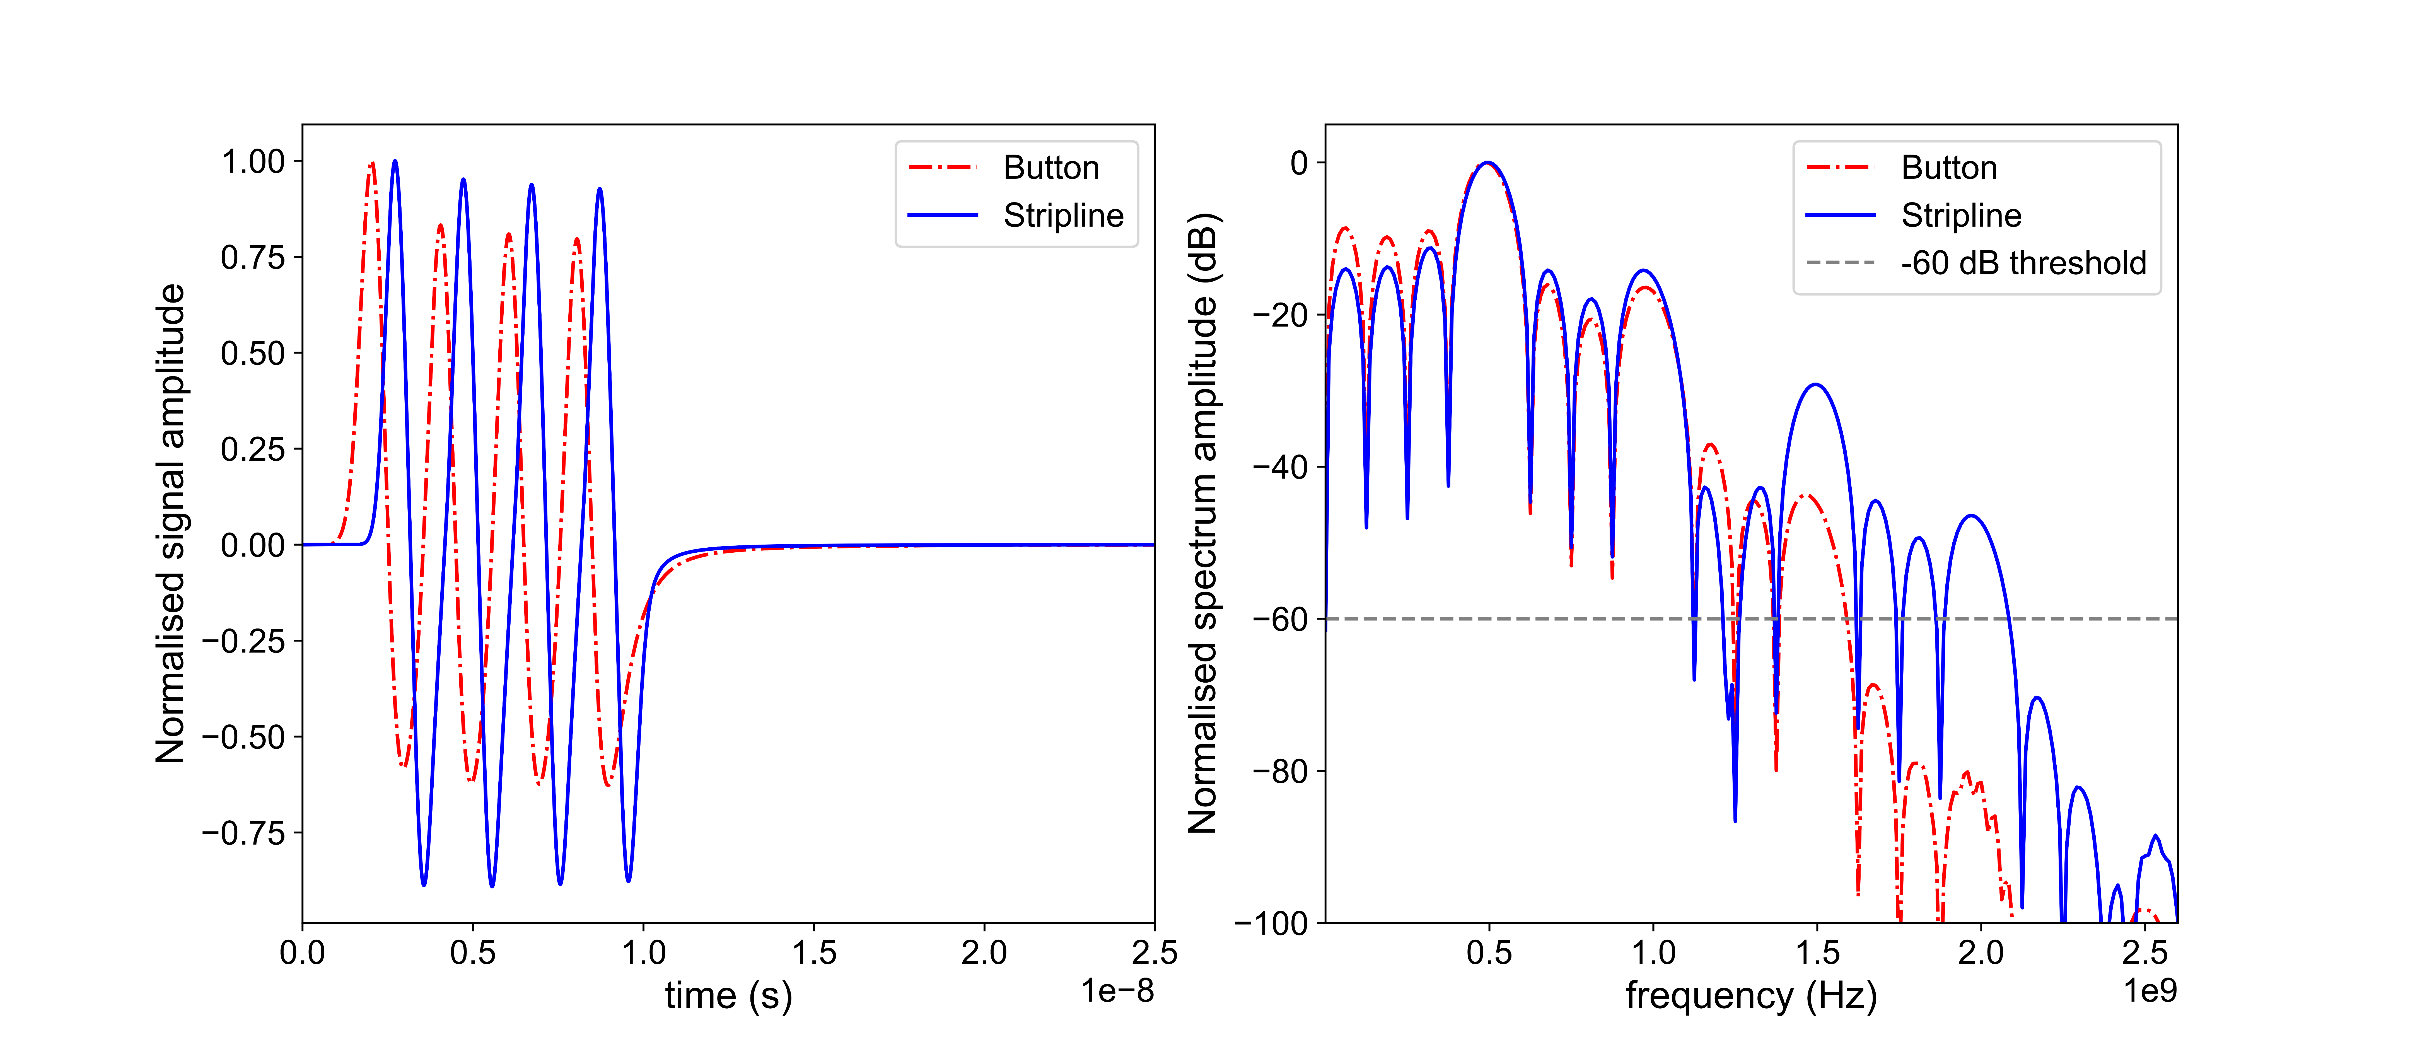 Normalised signal amplitude
1.00
0.75
0.50
0.25
0.00
−0.25
−0.50
−0.75
0.0 0.5 1.0 1.5 2.0 2.5
1e−8
time (s)
Button
Stripline
Normalised spectrum amplitude (dB)
0
−20
−40
−60
−80
−100
0.5 1.0 1.5 2.0 2.5
1e9
frequency (Hz)
Button
Stripline
-60 dB threshold